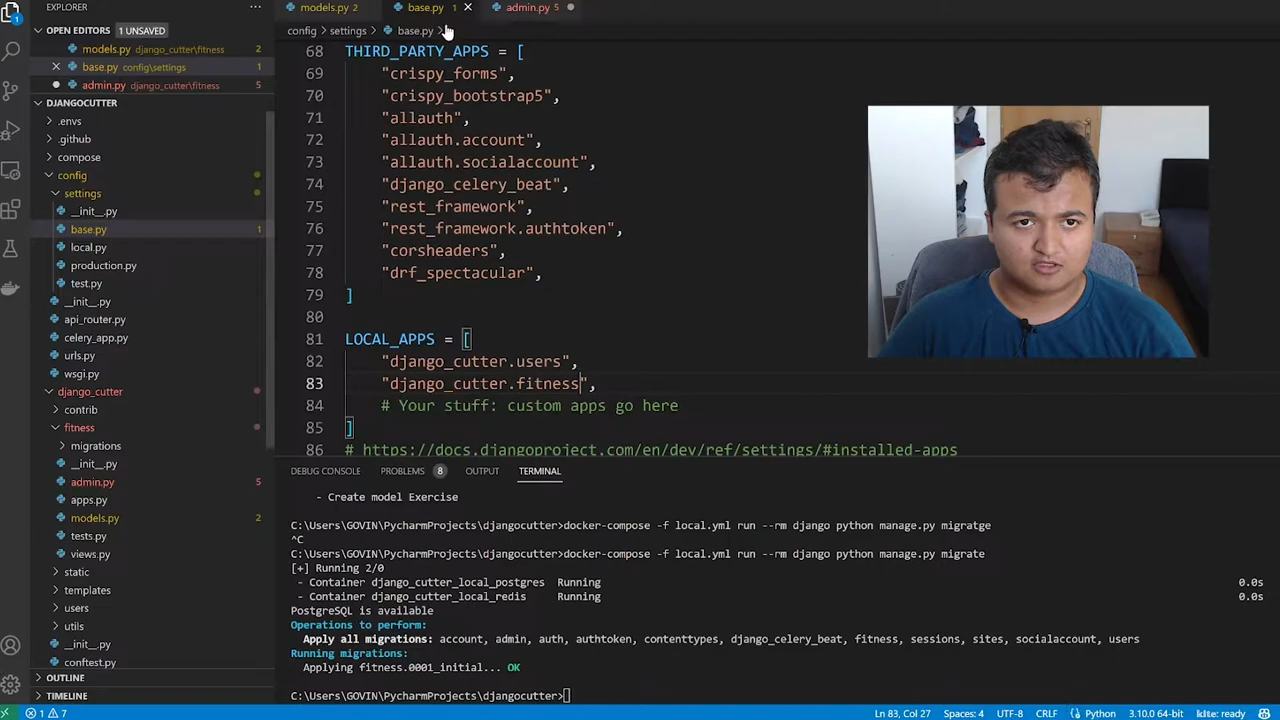 EXPLORER
OPEN EDITORS 1 UNSAVED
models.py django_cutter\fitness 2
base.py config\settings 1
admin.py django_cutter\fitness 5
DJANGOCUTTER
.envs
.github
compose
config
settings
__init__.py
base.py 1
local.py
production.py
test.py
__init__.py
api_router.py
celery_app.py
urls.py
wsgi.py
django_cutter
contrib
fitness
migrations
__init__.py
admin.py 5
apps.py
models.py 2
tests.py
views.py
static
templates
users
utils
__init__.py
conftest.py
OUTLINE
TIMELINE
models.py 2 base.py 1 admin.py 5
config > settings > base.py >
68 THIRD_PARTY_APPS = [
69 "crispy_forms",
70 "crispy_bootstrap5",
71 "allauth",
72 "allauth.account",
73 "allauth.socialaccount",
74 "django_celery_beat",
75 "rest_framework",
76 "rest_framework.authtoken",
77 "corsheaders",
78 "drf_spectacular",
79 ]
80
81 LOCAL_APPS = [
82 "django_cutter.users",
83 "django_cutter.fitness",
84 # Your stuff: custom apps go here
85 ]
86 # https://docs.djangoproject.com/en/dev/ref/settings/#installed-apps
DEBUG CONSOLE PROBLEMS 8 OUTPUT TERMINAL
- Create model Exercise
C:\Users\GOVIN\PycharmProjects\djangocutter>docker-compose -f local.yml run --rm django python manage.py migratge
^C
C:\Users\GOVIN\PycharmProjects\djangocutter>docker-compose -f local.yml run --rm django python manage.py migrate
[+] Running 2/0
- Container django_cutter_local_postgres Running 0.0s
- Container django_cutter_local_redis Running 0.0s
PostgreSQL is available
Operations to perform:
Apply all migrations: account, admin, auth, authtoken, contenttypes, django_celery_beat, fitness, sessions, sites, socialaccount, users
Running migrations:
Applying fitness.0001_initial... OK
C:\Users\GOVIN\PycharmProjects\djangocutter>
1 7 Ln 83, Col 27 Spaces: 4 UTF-8 CRLF Python 3.10.0 64-bit kite: ready